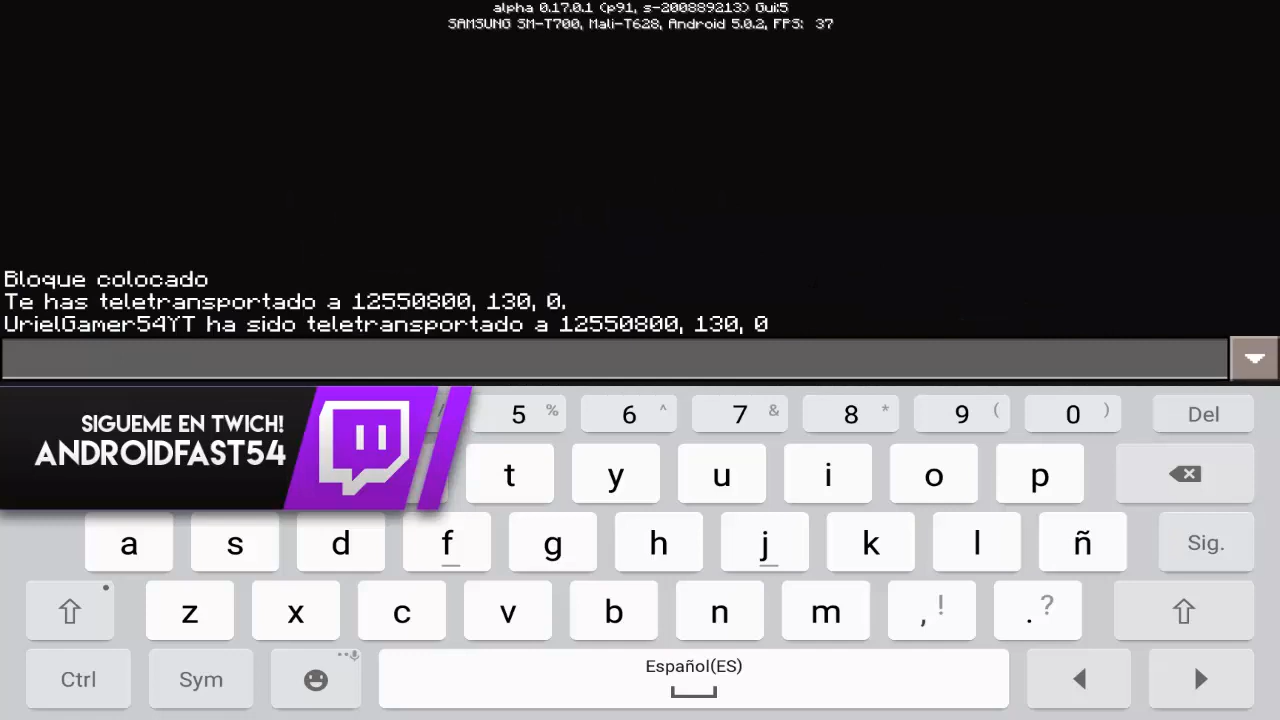 alpha 0.17.0.1 (p91, s-200889213) Gui:5
SAMSUNG SM-T700, Mali-T628, Android 5.0.2, FPS: 37
Bloque colocado
Te has teletransportado a 12550800, 130, 0.
UrielGamer54YT ha sido teletransportado a 12550800, 130, 0
SIGUEME EN TWICH!
ANDROIDFAST54
/ 5 % 6 ^ 7 & 8 * 9 ( 0 ) Del
t y u i o p
a s d f g h j k l ñ Sig.
z x c v b n m , ! . ?
Ctrl Sym Español(ES)